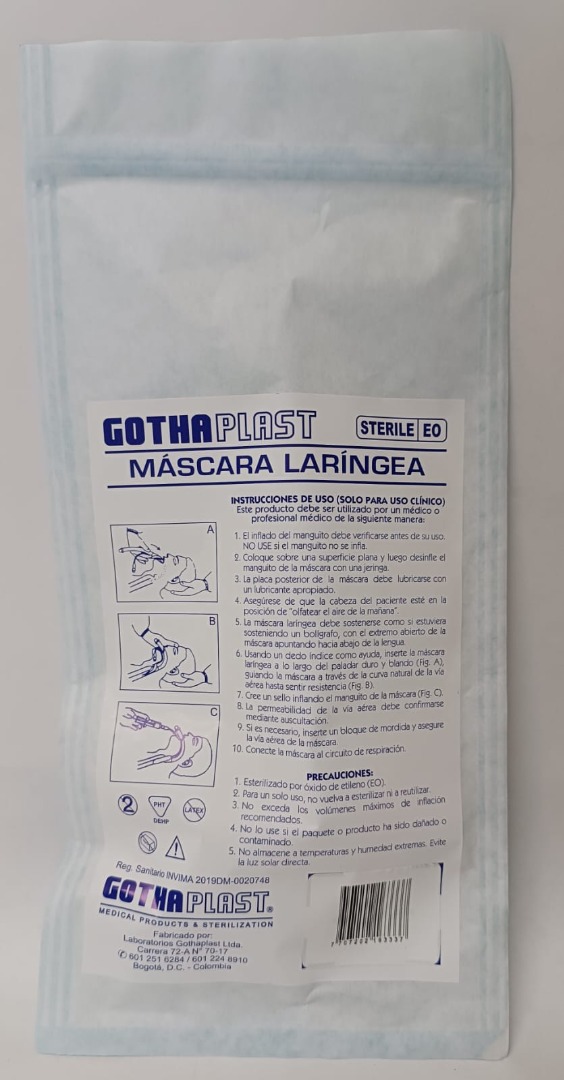 GOTHAPLAST
STERILE EO
MÁSCARA LARÍNGEA
INSTRUCCIONES DE USO (SOLO PARA USO CLÍNICO)
Este producto debe ser utilizado por un médico o
profesional médico de la siguiente manera:
A
B
C
1. El inflado del manguito debe verificarse antes de su uso.
NO USE si el manguito no se infla.
2. Coloque sobre una superficie plana y luego desinfle el
manguito de la máscara con una jeringa.
3. La placa posterior de la máscara debe lubricarse con
un lubricante apropiado.
4. Asegúrese de que la cabeza del paciente esté en la
posición de "olfatear el aire de la mañana".
5. La máscara laríngea debe sostenerse como si estuviera
sosteniendo un bolígrafo, con el extremo abierto de la
máscara apuntando hacia abajo de la lengua.
6. Usando un dedo índice como ayuda, inserte la máscara
laríngea a lo largo del paladar duro y blando (Fig. A),
guiando la máscara a través de la curva natural de la vía
aérea hasta sentir resistencia (Fig. B).
7. Cree un sello inflando el manguito de la máscara (Fig. C).
8. La permeabilidad de la vía aérea debe confirmarse
mediante auscultación.
9. Si es necesario, inserte un bloque de mordida y asegure
la vía aérea de la máscara.
10. Conecte la máscara al circuito de respiración.
PRECAUCIONES:
1. Esterilizado por óxido de etileno (EO).
2. Para un solo uso, no vuelva a esterilizar ni a reutilizar.
3. No exceda los volúmenes máximos de inflación
recomendados.
4. No lo use si el paquete o producto ha sido dañado o
contaminado.
5. No almacene a temperaturas y humedad extremas. Evite
la luz solar directa.
2
PHT
DEHP
LATEX
Reg. Sanitario INVIMA 2019DM-0020748
GOTHAPLAST®
MEDICAL PRODUCTS & STERILIZATION
Fabricado por:
Laboratorios Gothaplast Ltda.
Carrera 72-A N° 70-17
601 251 6284 / 601 224 8910
Bogotá, D.C. - Colombia